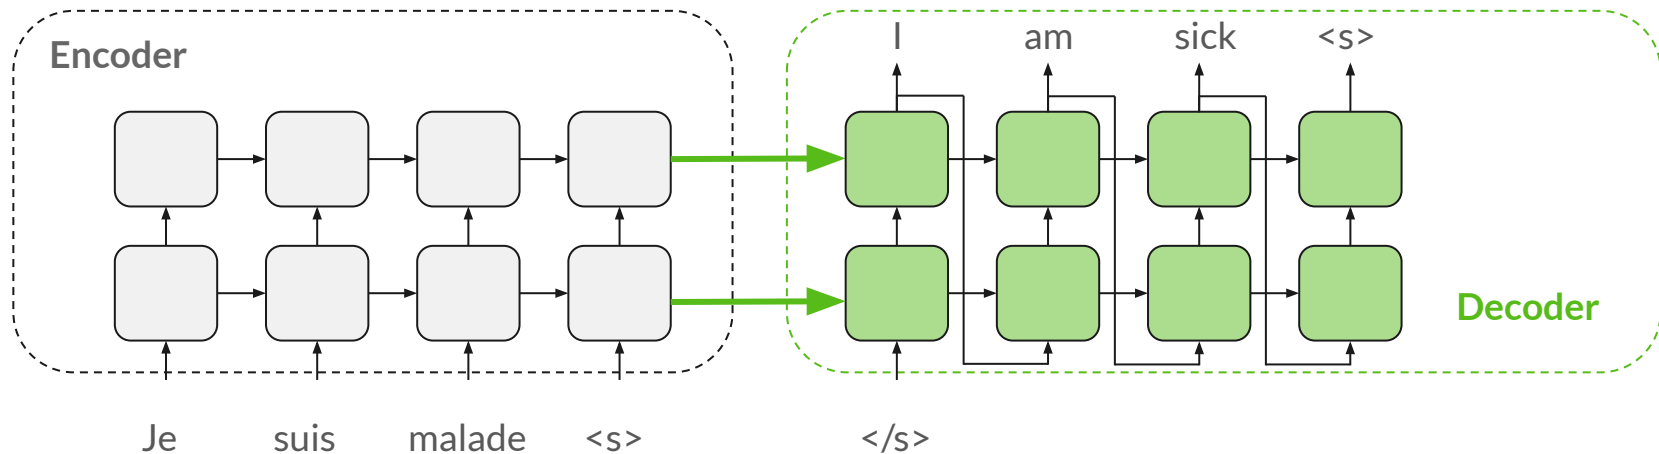 Encoder
I am sick <s>
Decoder
Je suis malade <s> </s>